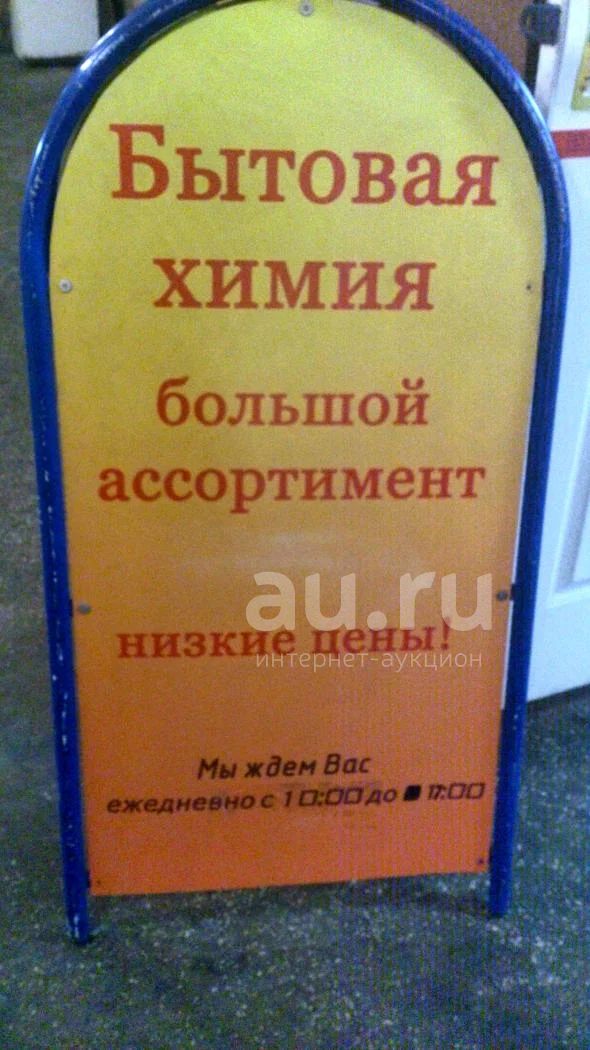 Бытовая
химия
большой
ассортимент
au.ru
низкие цены!
интернет-аукцион
Мы ждем Вас
ежедневно с 10:00 до 17:00